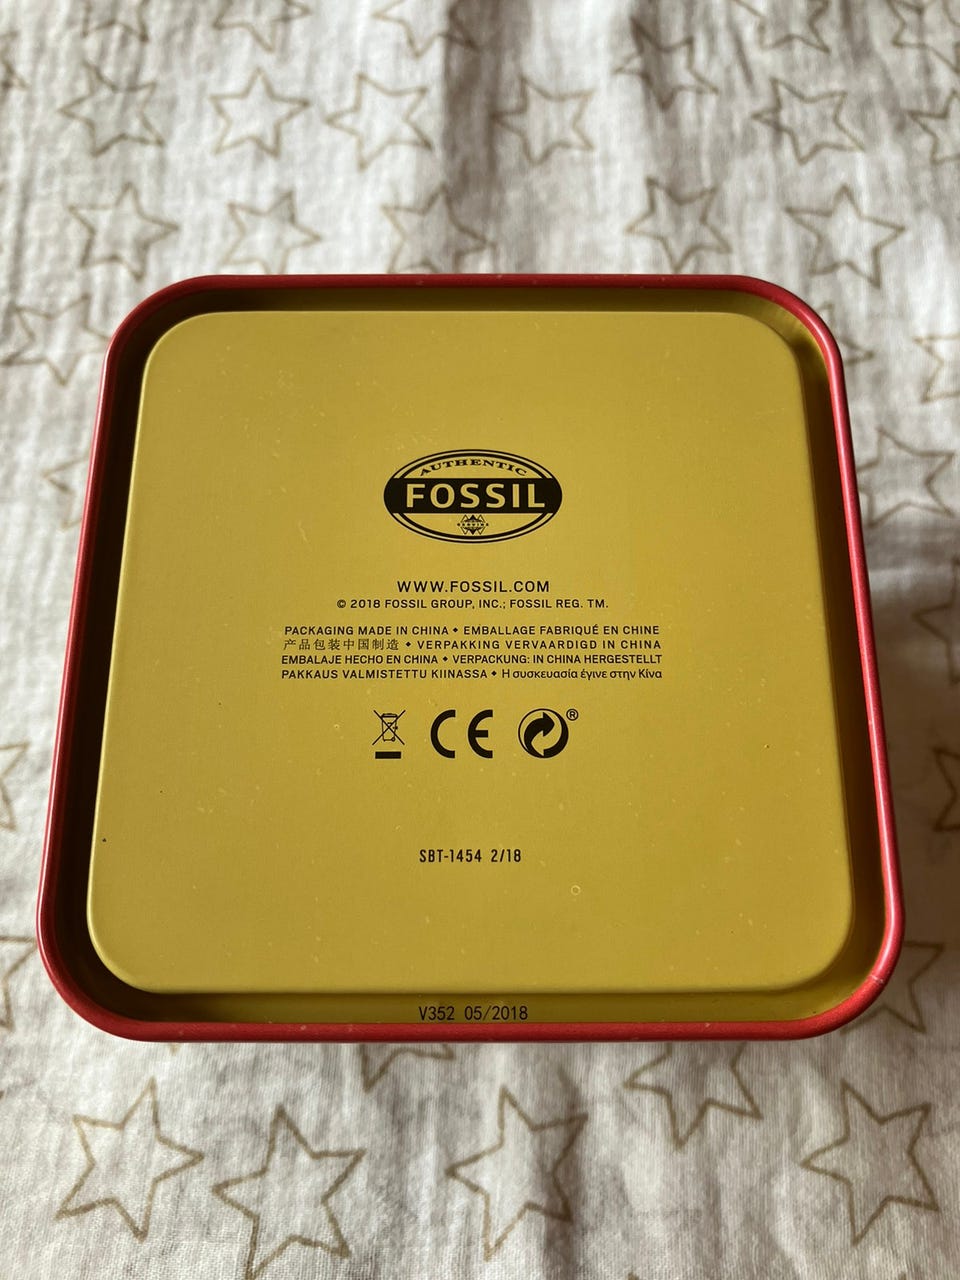 AUTHENTIC
FOSSIL
GENUINE
WWW.FOSSIL.COM
© 2018 FOSSIL GROUP, INC.; FOSSIL REG. TM.
PACKAGING MADE IN CHINA • EMBALLAGE FABRIQUÉ EN CHINE
产品包装中国制造 • VERPAKKING VERVAARDIGD IN CHINA
EMBALAJE HECHO EN CHINA • VERPACKUNG: IN CHINA HERGESTELLT
PAKKAUS VALMISTETTU KIINASSA • Η συσκευασία έγινε στην Κίνα
CE ®
SBT-1454 2/18
V352 05/2018